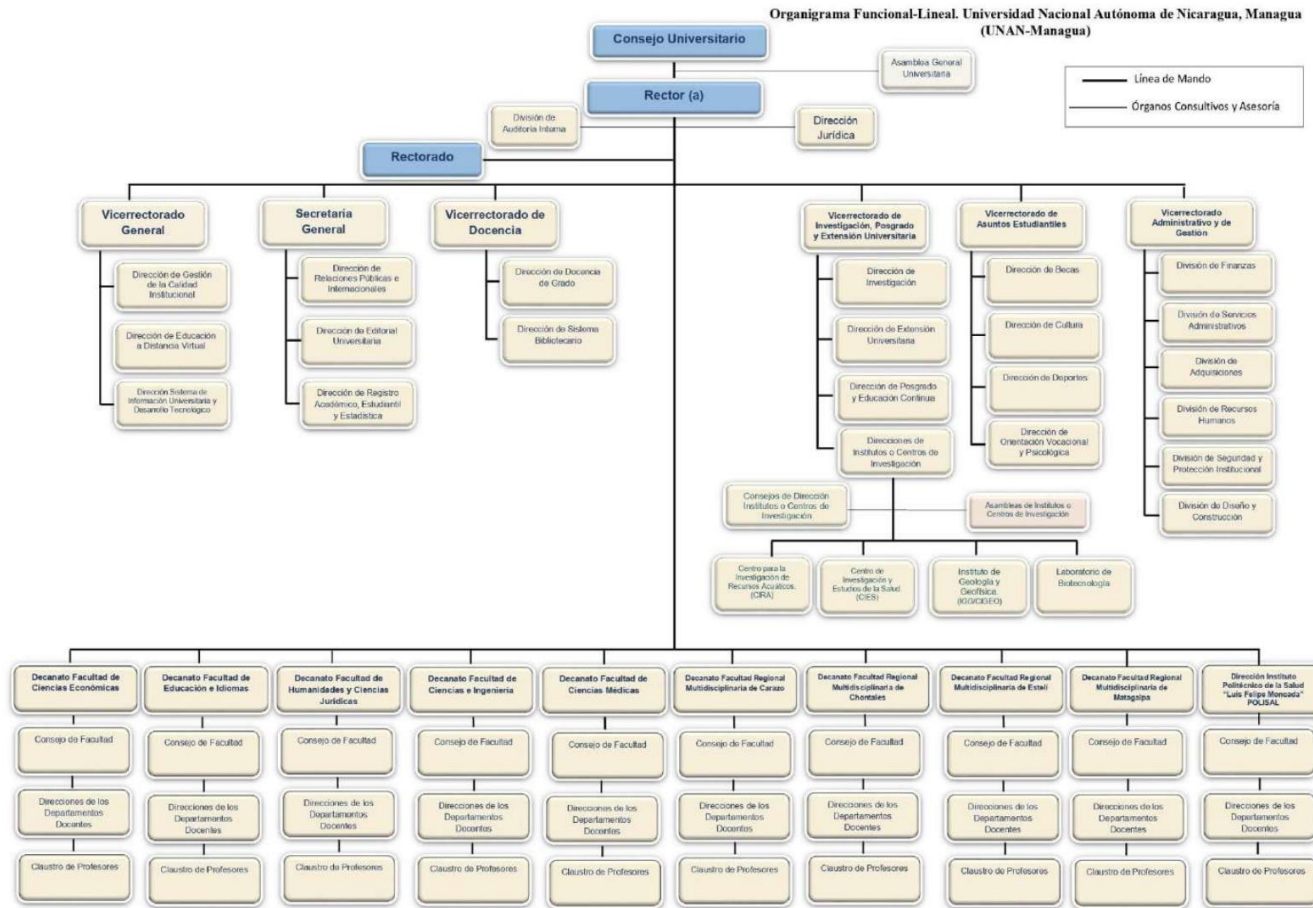 Organigrama Funcional-Lineal. Universidad Nacional Autónoma de Nicaragua, Managua
(UNAN-Managua)
Consejo Universitario
Asamblea General
Universitaria
Línea de Mando
Órganos Consultivos y Asesoría
Rector (a)
División de
Auditoría Interna
Dirección
Jurídica
Rectorado
Vicerrectorado
General
Dirección de Gestión
de la Calidad
Institucional
Dirección de Educación
a Distancia Virtual
Dirección Sistema de
Información Universitaria y
Desarrollo Tecnológico
Secretaría
General
Dirección de
Relaciones Públicas e
Internacionales
Dirección de Editorial
Universitaria
Dirección de Registro
Académico, Estudiantil
y Estadística
Vicerrectorado de
Docencia
Dirección de Docencia
de Grado
Dirección de Sistema
Bibliotecario
Vicerrectorado de
Investigación, Posgrado
y Extensión Universitaria
Dirección de
Investigación
Dirección de Extensión
Universitaria
Dirección de Posgrado
y Educación Continua
Direcciones de
Institutos o Centros de
Investigación
Vicerrectorado de
Asuntos Estudiantiles
Dirección de Becas
Dirección de Cultura
Dirección de Deportes
Dirección de
Orientación Vocacional
y Psicológica
Vicerrectorado
Administrativo y de
Gestión
División de Finanzas
División de Servicios
Administrativos
División de
Adquisiciones
División de Recursos
Humanos
División de Seguridad y
Protección Institucional
División de Diseño y
Construcción
Consejos de Dirección
Institutos o Centros de
Investigación
Asambleas de Institutos o
Centros de Investigación
Centro para la
Investigación de
Recursos Acuáticos.
(CIRA)
Centro de
Investigación y
Estudios de la Salud
(CIES)
Instituto de
Geología y
Geofísica.
(IGG/CIGEO)
Laboratorio de
Biotecnología
Decanato Facultad de
Ciencias Económicas
Consejo de Facultad
Direcciones de los
Departamentos
Docentes
Claustro de Profesores
Decanato Facultad de
Educación e Idiomas
Consejo de Facultad
Direcciones de los
Departamentos
Docentes
Claustro de Profesores
Decanato Facultad de
Humanidades y Ciencias
Jurídicas
Consejo de Facultad
Direcciones de los
Departamentos
Docentes
Claustro de Profesores
Decanato Facultad de
Ciencias e Ingeniería
Consejo de Facultad
Direcciones de los
Departamentos
Docentes
Claustro de Profesores
Decanato Facultad de
Ciencias Médicas
Consejo de Facultad
Direcciones de los
Departamentos
Docentes
Claustro de Profesores
Decanato Facultad Regional
Multidisciplinaria de Carazo
Consejo de Facultad
Direcciones de los
Departamentos
Docentes
Claustro de Profesores
Decanato Facultad Regional
Multidisciplinaria de
Chontales
Consejo de Facultad
Direcciones de los
Departamentos
Docentes
Claustro de Profesores
Decanato Facultad Regional
Multidisciplinaria de Estelí
Consejo de Facultad
Direcciones de los
Departamentos
Docentes
Claustro de Profesores
Decanato Facultad Regional
Multidisciplinaria de
Matagalpa
Consejo de Facultad
Direcciones de los
Departamentos
Docentes
Claustro de Profesores
Dirección Instituto
Politécnico de la Salud
"Luis Felipe Moncada"
POLISAL
Consejo de Facultad
Direcciones de los
Departamentos
Docentes
Claustro de Profesores